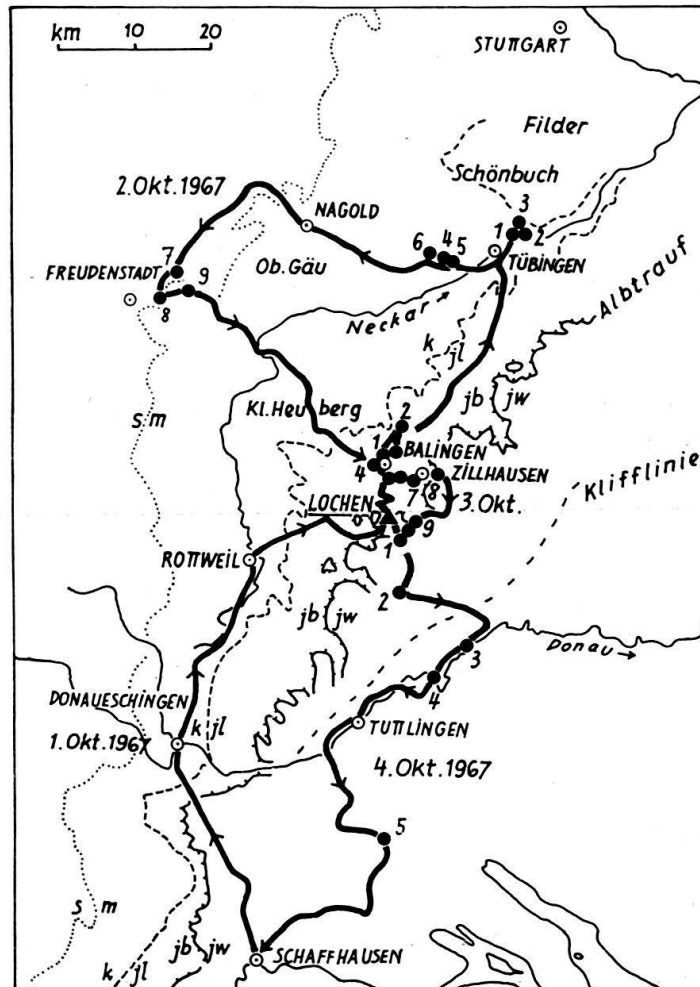 km 10 20
STUTTGART
Filder
Schönbuch
2.Okt.1967
3
NAGOLD
1 2
6 4 5
TÜBINGEN
7
FREUDENSTADT 9
Ob.Gäu
8
Neckar
Albtrauf
k jl
jb jw
sm
Kl.Heuberg
2
1
BALINGEN
4
ZILLHAUSEN
7 8
Klifflinie
LOCHEN
3.Okt.
9
1
ROTTWEIL
jb jw
2
3
Donau
4
DONAUESCHINGEN
k jl
TUTTLINGEN
1.Okt.1967
4.Okt.1967
5
s m
jb jw
SCHAFFHAUSEN
k jl